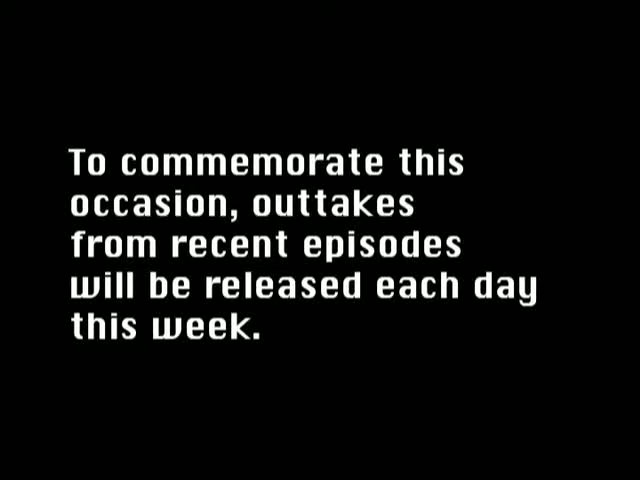 To commemorate this
occasion, outtakes
from recent episodes
will be released each day
this week.